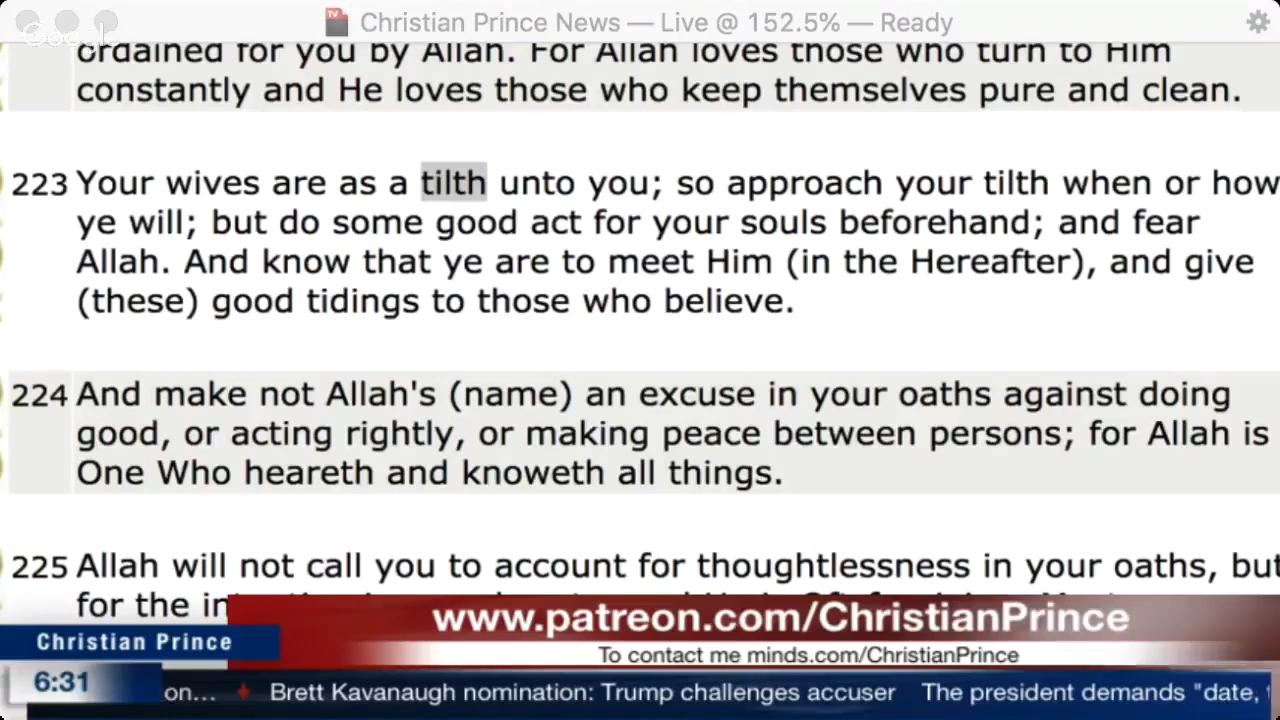 Google
Christian Prince News — Live @ 152.5% — Ready
ordained for you by Allah. For Allah loves those who turn to Him
constantly and He loves those who keep themselves pure and clean.
223 Your wives are as a tilth unto you; so approach your tilth when or how
ye will; but do some good act for your souls beforehand; and fear
Allah. And know that ye are to meet Him (in the Hereafter), and give
(these) good tidings to those who believe.
224 And make not Allah's (name) an excuse in your oaths against doing
good, or acting rightly, or making peace between persons; for Allah is
One Who heareth and knoweth all things.
225 Allah will not call you to account for thoughtlessness in your oaths, but
for the
www.patreon.com/ChristianPrince
Christian Prince
To contact me minds.com/ChristianPrince
6:31
on... Brett Kavanaugh nomination: Trump challenges accuser The president demands "date,